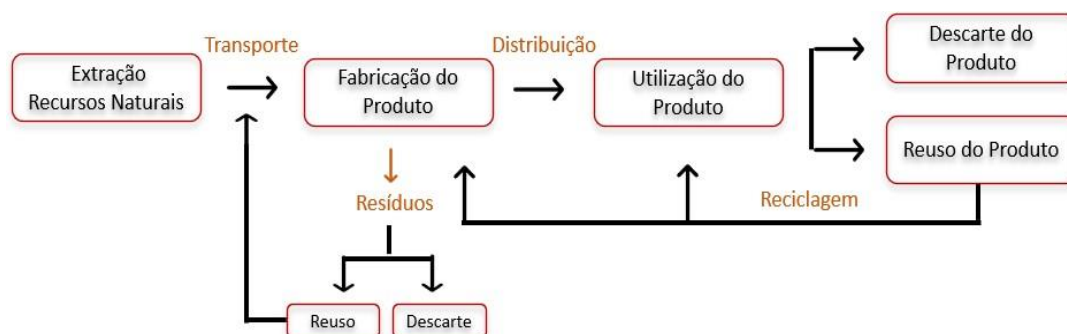 Transporte
Distribuição
Extração
Recursos Naturais
Fabricação do
Produto
Utilização do
Produto
Descarte do
Produto
Reuso do Produto
Resíduos
Reciclagem
Reuso
Descarte